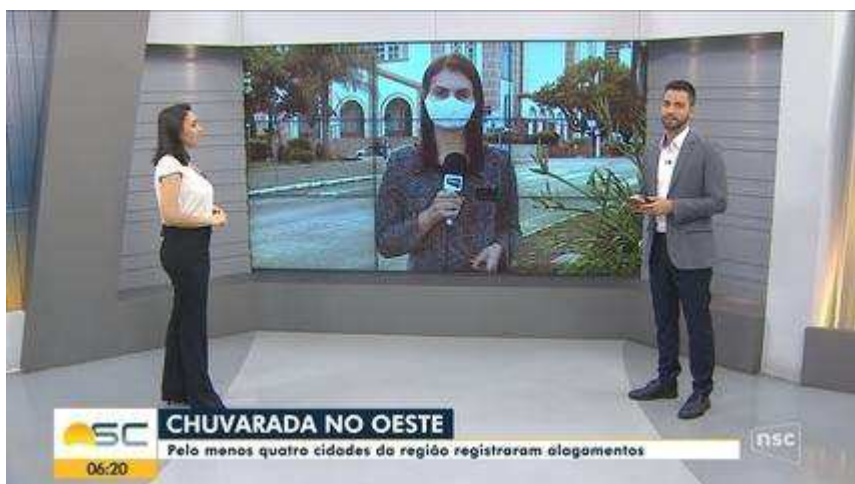 SC
CHUVARADA NO OESTE
Pelo menos quatro cidades da região registraram alagamentos
06:20
nsc